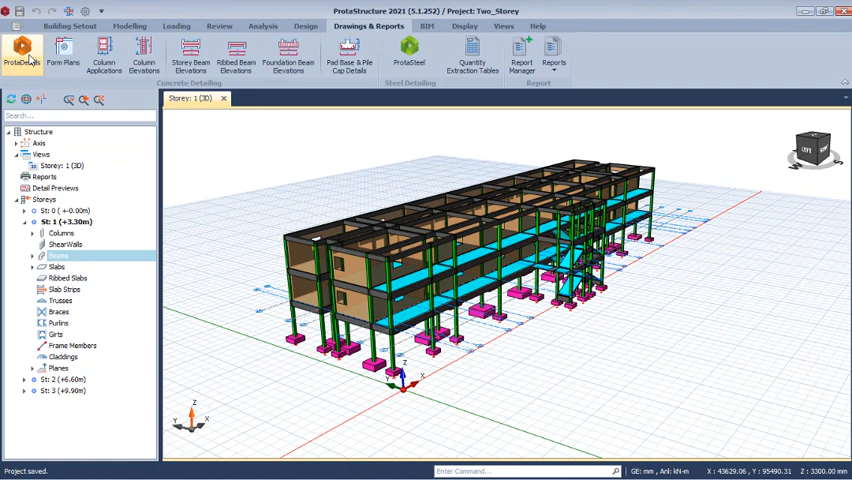 ProtaStructure 2021 (5.1.252) | Project: Two_Storey
Building Setout Modelling Loading Review Analysis Design Drawings & Reports BIM Display Views Help
ProtaDetails Form Plans Column Applications Column Elevations Storey Beam Elevations Ribbed Beam Elevations Foundation Beam Elevations Pad Base & Pile Cap Details ProtaSteel Quantity Extraction Tables Report Manager Reports
Concrete Detailing Steel Detailing Report
Storey: 1 (3D)
Search...
Structure
Axis
Views
Storey: 1 (3D)
Reports
Detail Previews
Storeys
St: 0 ( +-0.00m)
St: 1 (+3.30m)
Columns
ShearWalls
Beams
Slabs
Ribbed Slabs
Slab Strips
Trusses
Braces
Purlins
Girts
Frame Members
Claddings
Planes
St: 2 (+6.60m)
St: 3 (+9.90m)
LEFT
Z
Y
X
Z
Y
X
Project saved.
Enter Command...
GE: mm, Anl: kN-m
X : 43629.06 Y : 95490.31 Z : 3300.00 mm